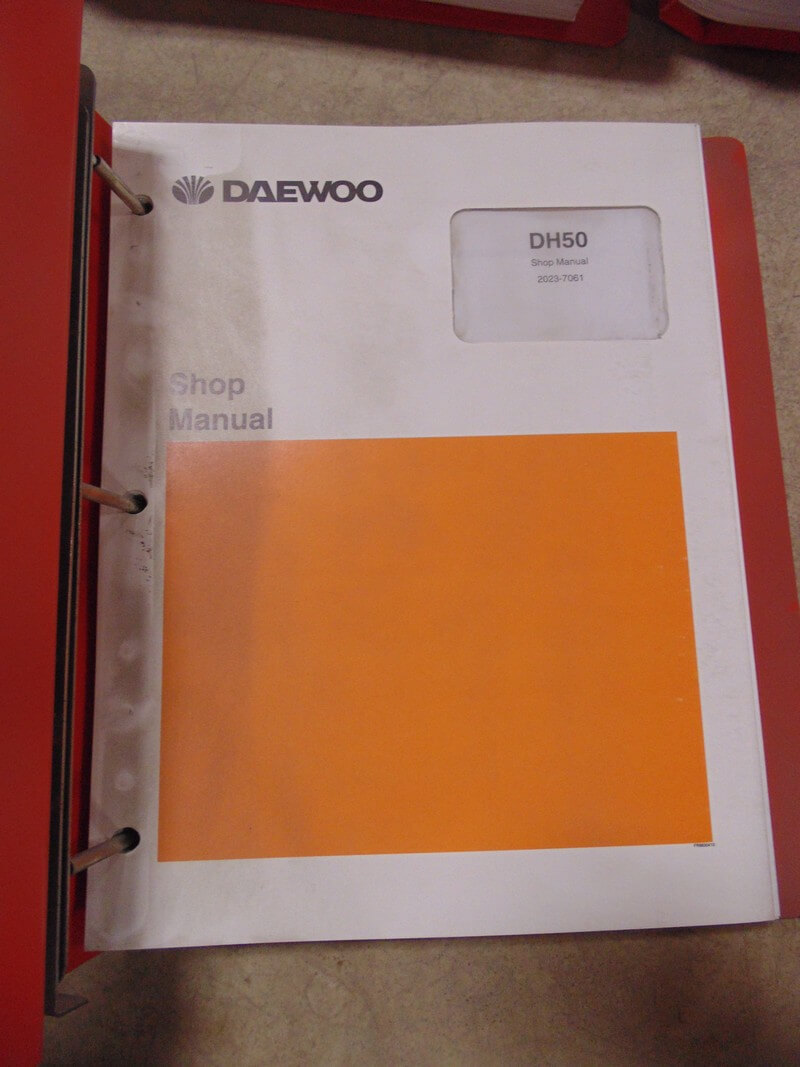 DAEWOO
DH50
Shop Manual
2023-7061
Shop
Manual